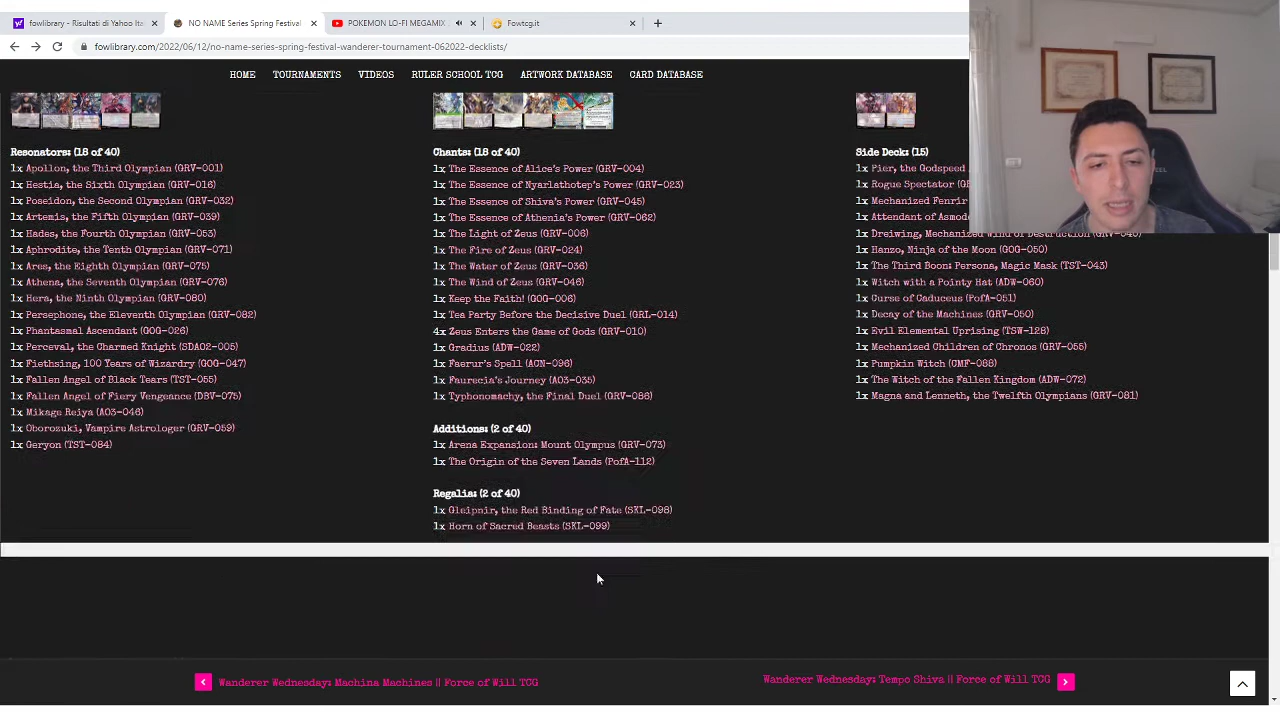 fowlibrary - Risultati di Yahoo Ita
NO NAME Series Spring Festival
POKEMON LO-FI MEGAMIX
Fowtcg.it
fowlibrary.com/2022/06/12/no-name-series-spring-festival-wanderer-tournament-062022-decklists/
HOME TOURNAMENTS VIDEOS RULER SCHOOL TCG ARTWORK DATABASE CARD DATABASE
Resonators: (18 of 40)
1x Apollon, the Third Olympian (GRV-001)
1x Hestia, the Sixth Olympian (GRV-016)
1x Poseidon, the Second Olympian (GRV-032)
1x Artemis, the Fifth Olympian (GRV-039)
1x Hades, the Fourth Olympian (GRV-053)
1x Aphrodite, the Tenth Olympian (GRV-071)
1x Ares, the Eighth Olympian (GRV-075)
1x Athena, the Seventh Olympian (GRV-076)
1x Hera, the Ninth Olympian (GRV-080)
1x Persephone, the Eleventh Olympian (GRV-082)
1x Phantasmal Ascendant (GOG-026)
1x Perceval, the Charmed Knight (SDAO2-005)
1x Fiethsing, 100 Years of Wizardry (GOG-047)
1x Fallen Angel of Black Tears (TST-055)
1x Fallen Angel of Fiery Vengeance (DBV-075)
1x Mikage Reiya (AO3-046)
1x Oborozuki, Vampire Astrologer (GRV-059)
1x Geryon (TST-084)
Chants: (18 of 40)
1x The Essence of Alice's Power (GRV-004)
1x The Essence of Nyarlathotep's Power (GRV-023)
1x The Essence of Shiva's Power (GRV-045)
1x The Essence of Athenia's Power (GRV-062)
1x The Light of Zeus (GRV-006)
1x The Fire of Zeus (GRV-024)
1x The Water of Zeus (GRV-036)
1x The Wind of Zeus (GRV-046)
1x Keep the Faith! (GOG-006)
1x Tea Party Before the Decisive Duel (GRL-014)
4x Zeus Enters the Game of Gods (GRV-010)
1x Gradius (ADW-022)
1x Faerur's Spell (ACN-096)
1x Faurecia's Journey (AO3-035)
1x Typhonomachy, the Final Duel (GRV-086)
Additions: (2 of 40)
1x Arena Expansion: Mount Olympus (GRV-073)
1x The Origin of the Seven Lands (PofA-112)
Regalia: (2 of 40)
1x Gleipnir, the Red Binding of Fate (SKL-098)
1x Horn of Sacred Beasts (SKL-099)
Side Deck: (15)
1x Pier, the Godspeed
1x Rogue Spectator
1x Mechanized Fenrir
1x Attendant of
1x Dreiwing, Mechanized Wind of Destruction (GRV-040)
1x Hanzo, Ninja of the Moon (GOG-050)
1x The Third Boon: Persona, Magic Mask (TST-043)
1x Witch with a Pointy Hat (ADW-060)
1x Curse of Caduceus (PofA-051)
1x Decay of the Machines (GRV-050)
1x Evil Elemental Uprising (TSW-128)
1x Mechanized Children of Chronos (GRV-055)
1x Pumpkin Witch (CMF-088)
1x The Witch of the Fallen Kingdom (ADW-072)
1x Magna and Lenneth, the Twelfth Olympians (GRV-081)
Wanderer Wednesday: Machina Machines || Force of Will TCG
Wanderer Wednesday: Tempo Shiva || Force of Will TCG